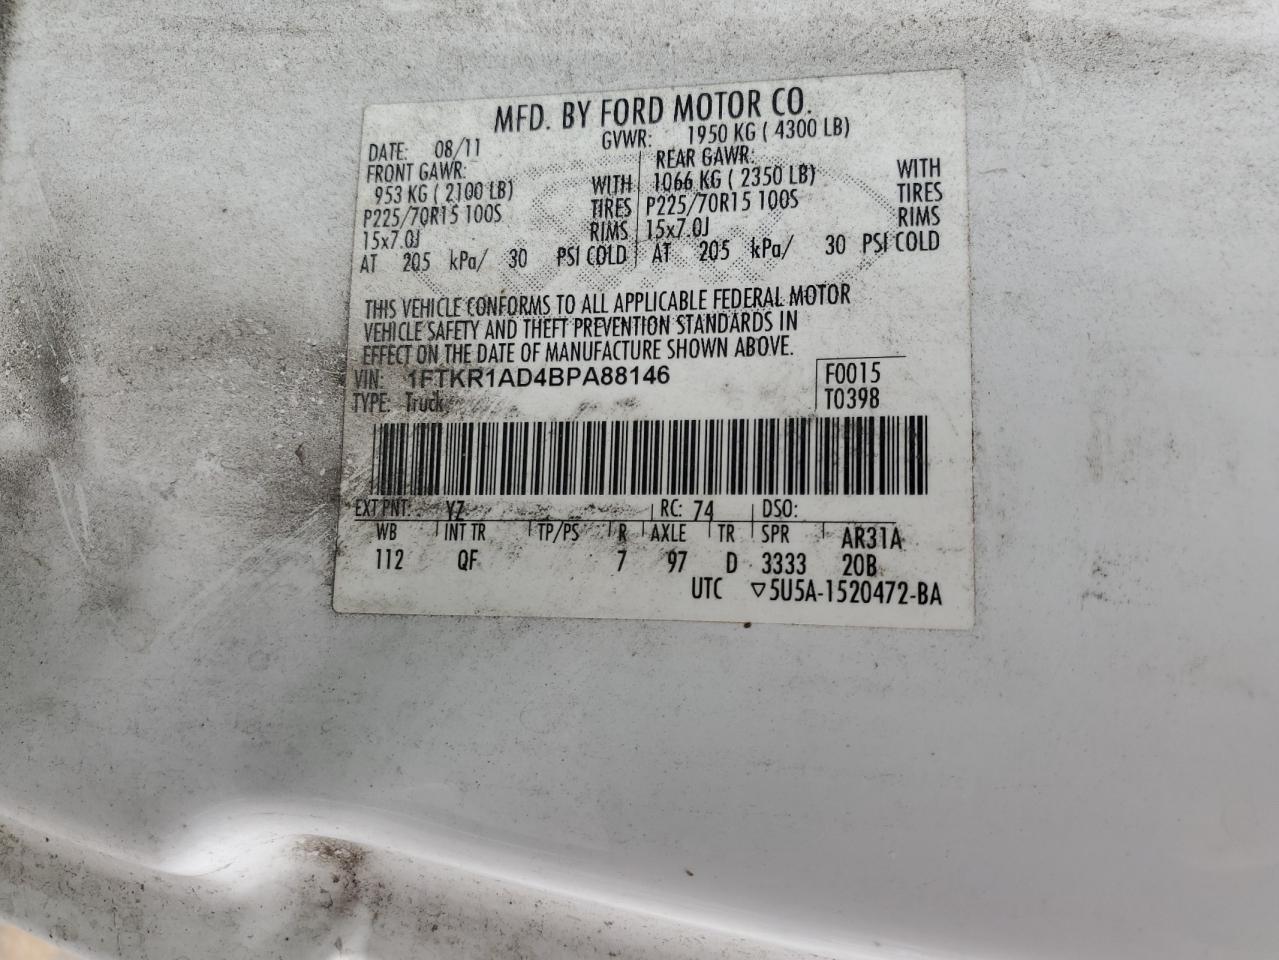 MFD. BY FORD MOTOR CO.
DATE: 08/11 GVWR: 1950 KG ( 4300 LB)
FRONT GAWR: REAR GAWR:
953 KG ( 2100 LB) WITH 1066 KG ( 2350 LB) WITH
P225/70R15 100S TIRES P225/70R15 100S TIRES
15x7.0J RIMS 15x7.0J RIMS
AT 205 kPa/ 30 PSI COLD AT 205 kPa/ 30 PSI COLD
THIS VEHICLE CONFORMS TO ALL APPLICABLE FEDERAL MOTOR
VEHICLE SAFETY AND THEFT PREVENTION STANDARDS IN
EFFECT ON THE DATE OF MANUFACTURE SHOWN ABOVE.
VIN: 1FTKR1AD4BPA88146 F0015
TYPE: Truck T0398
EXT PNT: YZ RC: 74 DSO:
WB INT TR TP/PS R AXLE TR SPR AR31A
112 QF 7 97 D 3333 20B
UTC ▽5U5A-1520472-BA